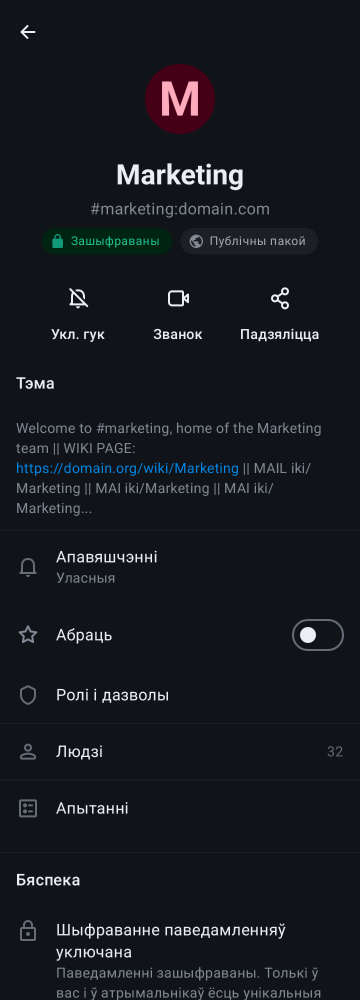 M
Marketing
#marketing:domain.com
Зашыфраваны
Публічны пакой
Укл. гук
Званок
Падзяліцца
Тэма
Welcome to #marketing, home of the Marketing
team || WIKI PAGE:
https://domain.org/wiki/Marketing || MAIL iki/
Marketing || MAI iki/Marketing || MAI iki/
Marketing...
Апавяшчэнні
Уласныя
Абраць
Ролі і дазволы
Людзі
32
Апытанні
Бяспека
Шыфраванне паведамленняў
уключана
Паведамленні зашыфраваны. Толькі ў
вас і ў атрымальнікаў ёсць унікальныя